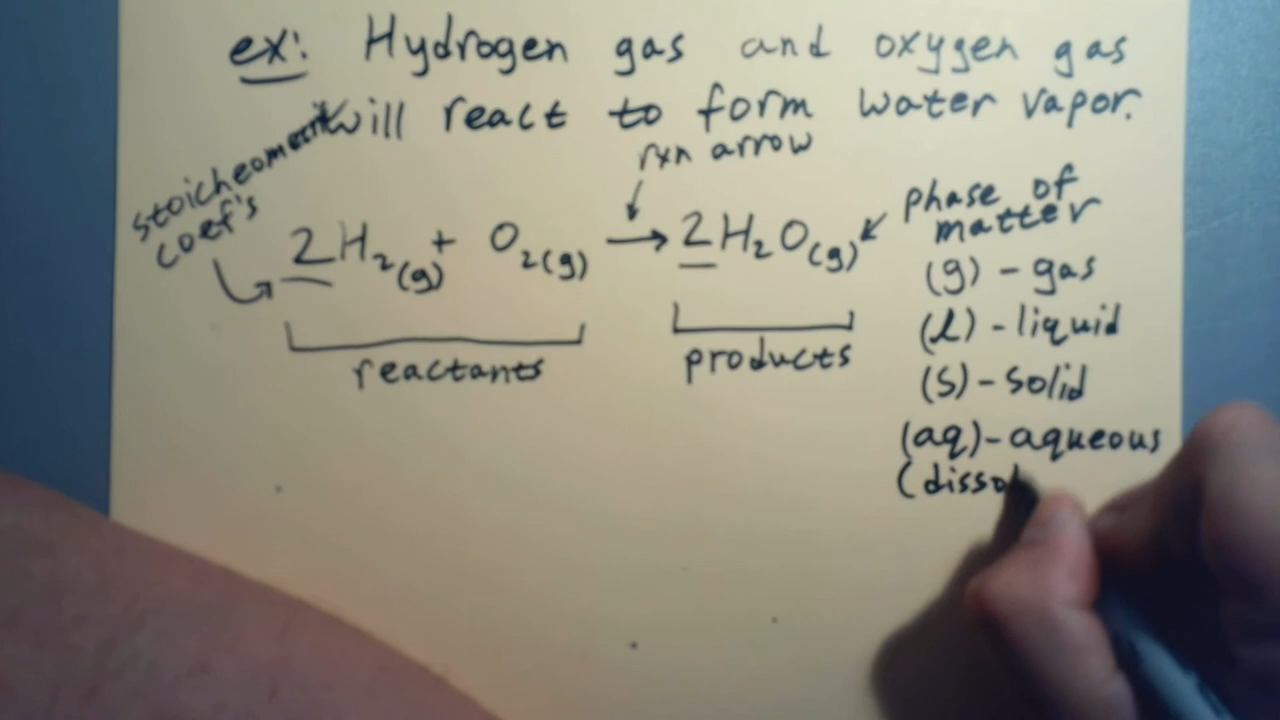 ex: Hydrogen gas and oxygen gas
will react to form water vapor.
rxn arrow
stoicheometric
coef's
2H₂(g) + O₂(g) → 2H₂O(g)
phase of
matter
(g) - gas
(l) - liquid
(s) - solid
(aq) - aqueous
(dissol
reactants
products